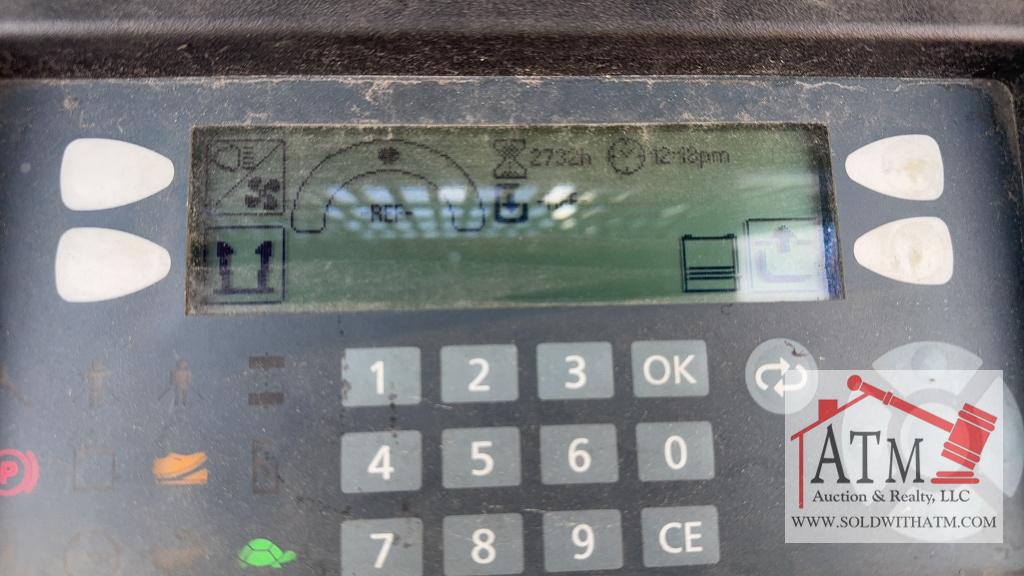 2732h 12:18pm
-REF-
1 2 3 OK
4 5 6 0
7 8 9 CE
P
ATM
Auction & Realty, LLC
WWW.SOLDWITHATM.COM